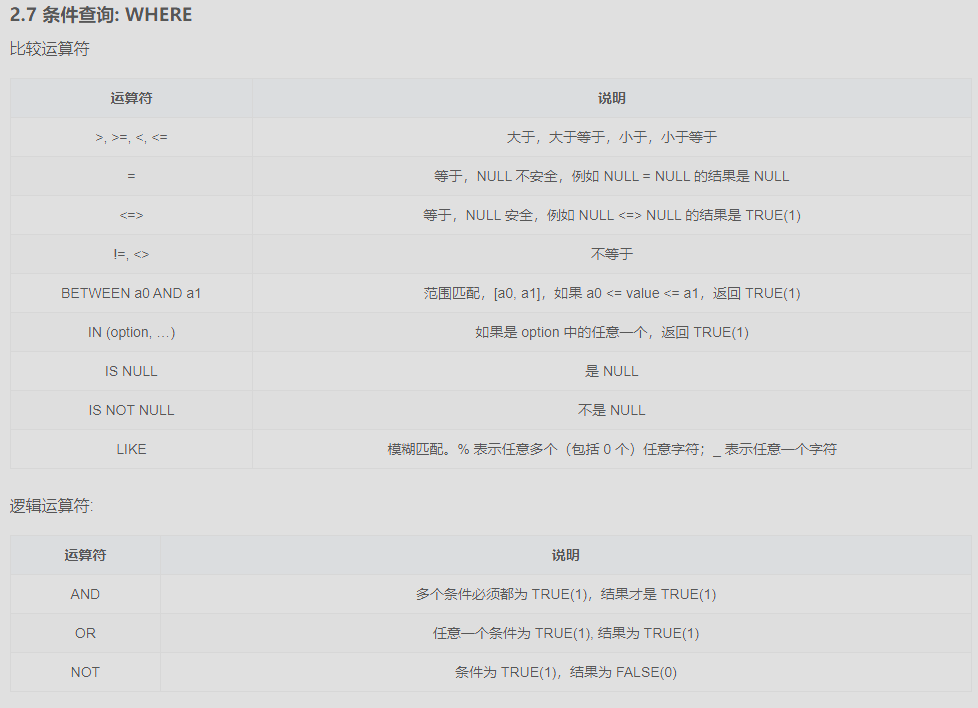 2.7 条件查询: WHERE
比较运算符
运算符 说明
>, >=, <, <= 大于，大于等于，小于，小于等于
= 等于，NULL 不安全，例如 NULL = NULL 的结果是 NULL
<=> 等于，NULL 安全，例如 NULL <=> NULL 的结果是 TRUE(1)
!=, <> 不等于
BETWEEN a0 AND a1 范围匹配，[a0, a1]，如果 a0 <= value <= a1，返回 TRUE(1)
IN (option, …) 如果是 option 中的任意一个，返回 TRUE(1)
IS NULL 是 NULL
IS NOT NULL 不是 NULL
LIKE 模糊匹配。% 表示任意多个（包括 0 个）任意字符；_ 表示任意一个字符
逻辑运算符:
运算符 说明
AND 多个条件必须都为 TRUE(1)，结果才是 TRUE(1)
OR 任意一个条件为 TRUE(1), 结果为 TRUE(1)
NOT 条件为 TRUE(1)，结果为 FALSE(0)